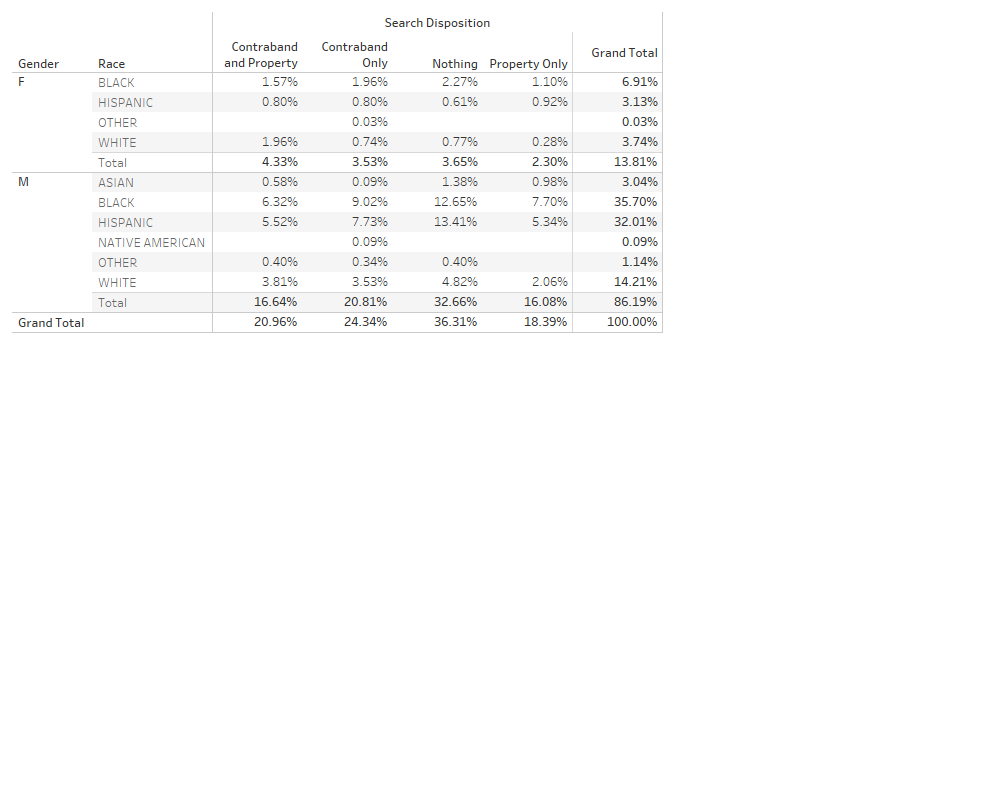 Search Disposition
Contraband and Property Contraband Only Nothing Property Only Grand Total
Gender Race
F BLACK 1.57% 1.96% 2.27% 1.10% 6.91%
HISPANIC 0.80% 0.80% 0.61% 0.92% 3.13%
OTHER 0.03% 0.03%
WHITE 1.96% 0.74% 0.77% 0.28% 3.74%
Total 4.33% 3.53% 3.65% 2.30% 13.81%
M ASIAN 0.58% 0.09% 1.38% 0.98% 3.04%
BLACK 6.32% 9.02% 12.65% 7.70% 35.70%
HISPANIC 5.52% 7.73% 13.41% 5.34% 32.01%
NATIVE AMERICAN 0.09% 0.09%
OTHER 0.40% 0.34% 0.40% 1.14%
WHITE 3.81% 3.53% 4.82% 2.06% 14.21%
Total 16.64% 20.81% 32.66% 16.08% 86.19%
Grand Total 20.96% 24.34% 36.31% 18.39% 100.00%